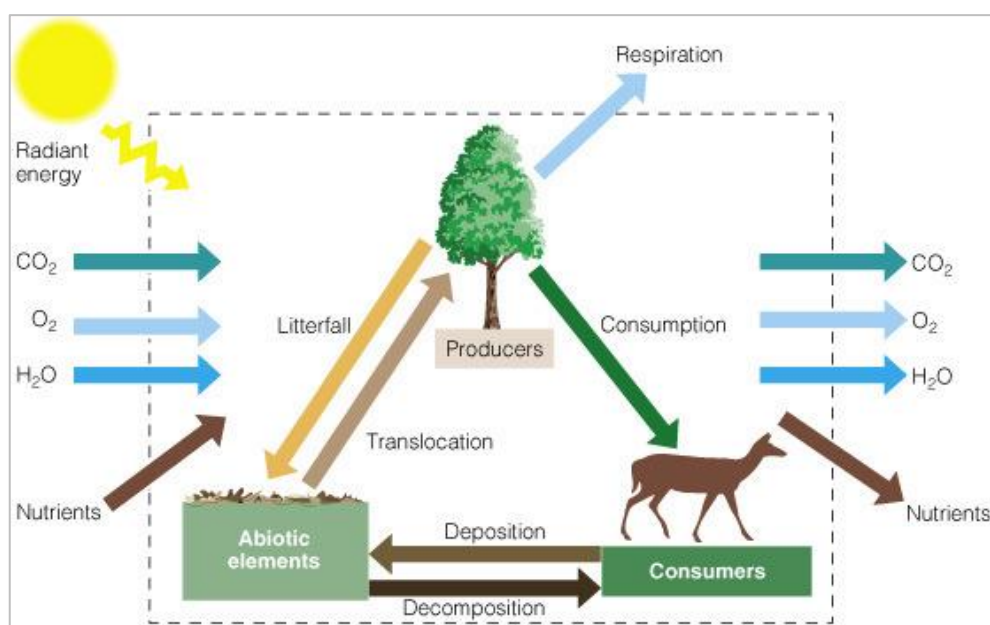 Respiration
Radiant
energy
CO₂
CO₂
O₂
O₂
Litterfall
Consumption
Producers
H₂O
H₂O
Translocation
Nutrients
Nutrients
Abiotic
elements
Deposition
Consumers
Decomposition